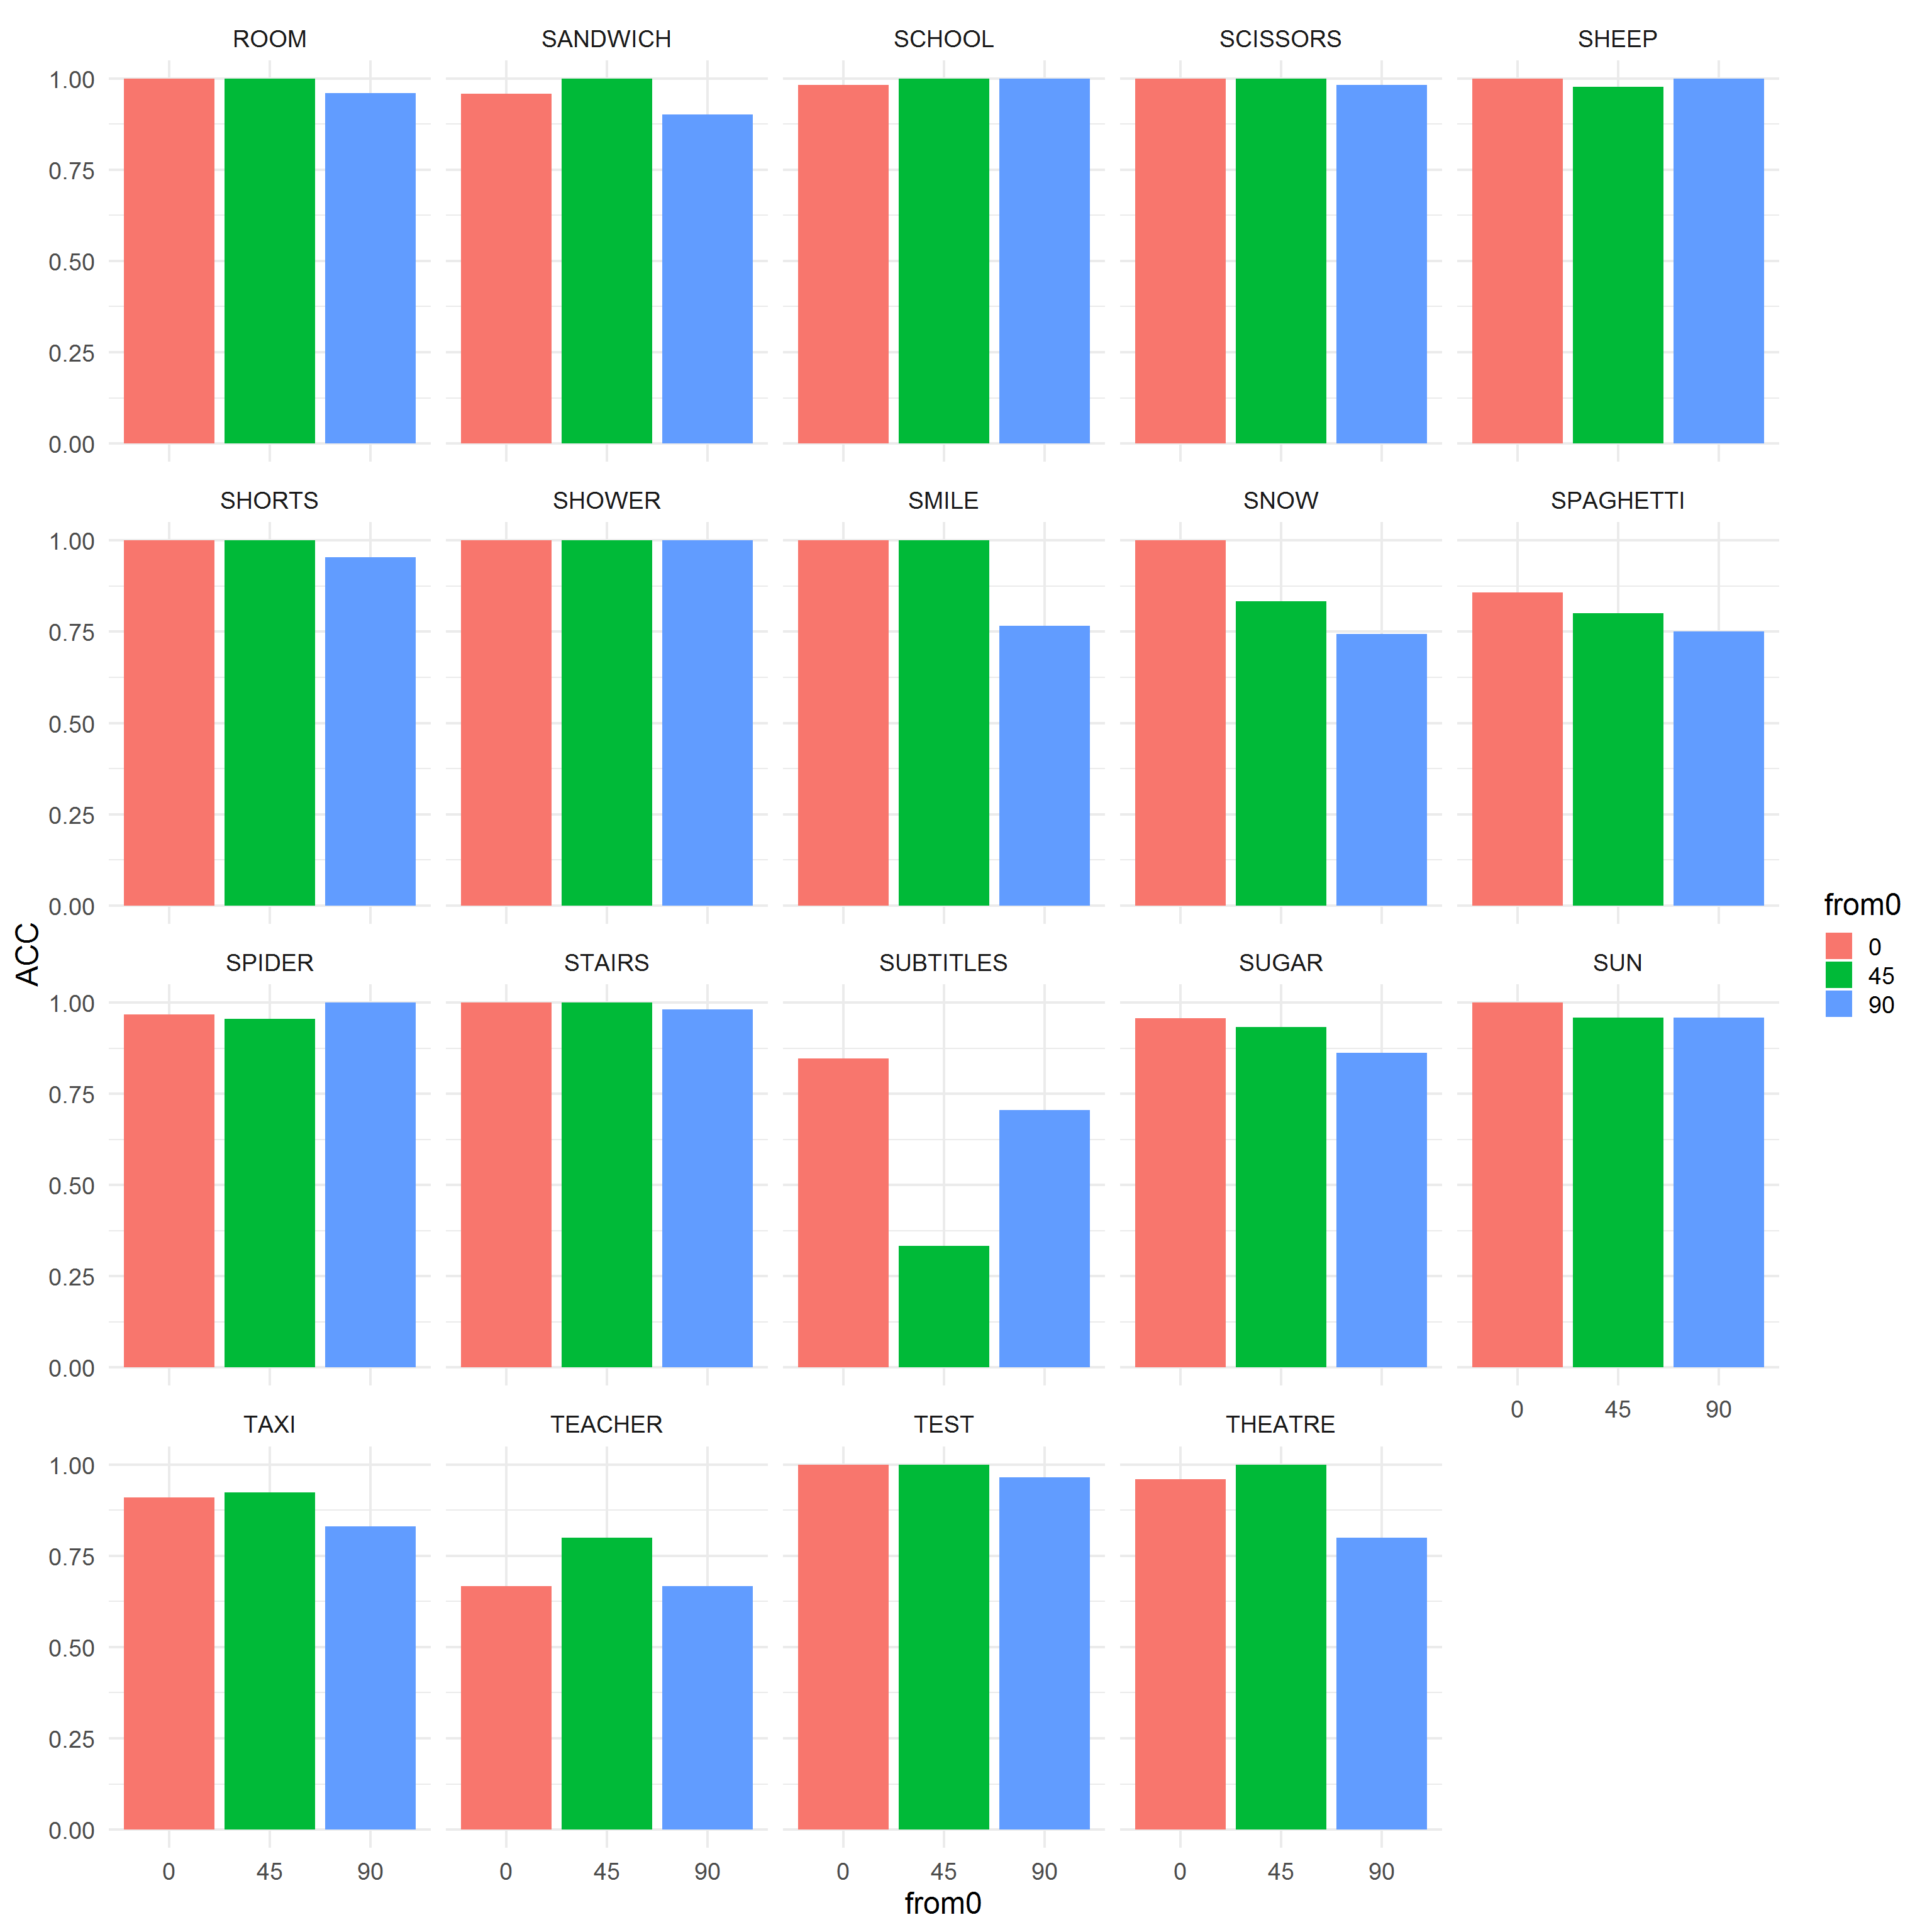 ROOM SANDWICH SCHOOL SCISSORS SHEEP
1.00
0.75
0.50
0.25
0.00
SHORTS SHOWER SMILE SNOW SPAGHETTI
1.00
0.75
0.50
0.25
0.00
SPIDER STAIRS SUBTITLES SUGAR SUN
1.00
0.75
0.50
0.25
0.00
0 45 90
TAXI TEACHER TEST THEATRE
1.00
0.75
0.50
0.25
0.00
0 45 90 0 45 90 0 45 90 0 45 90
from0
ACC
from0
0
45
90